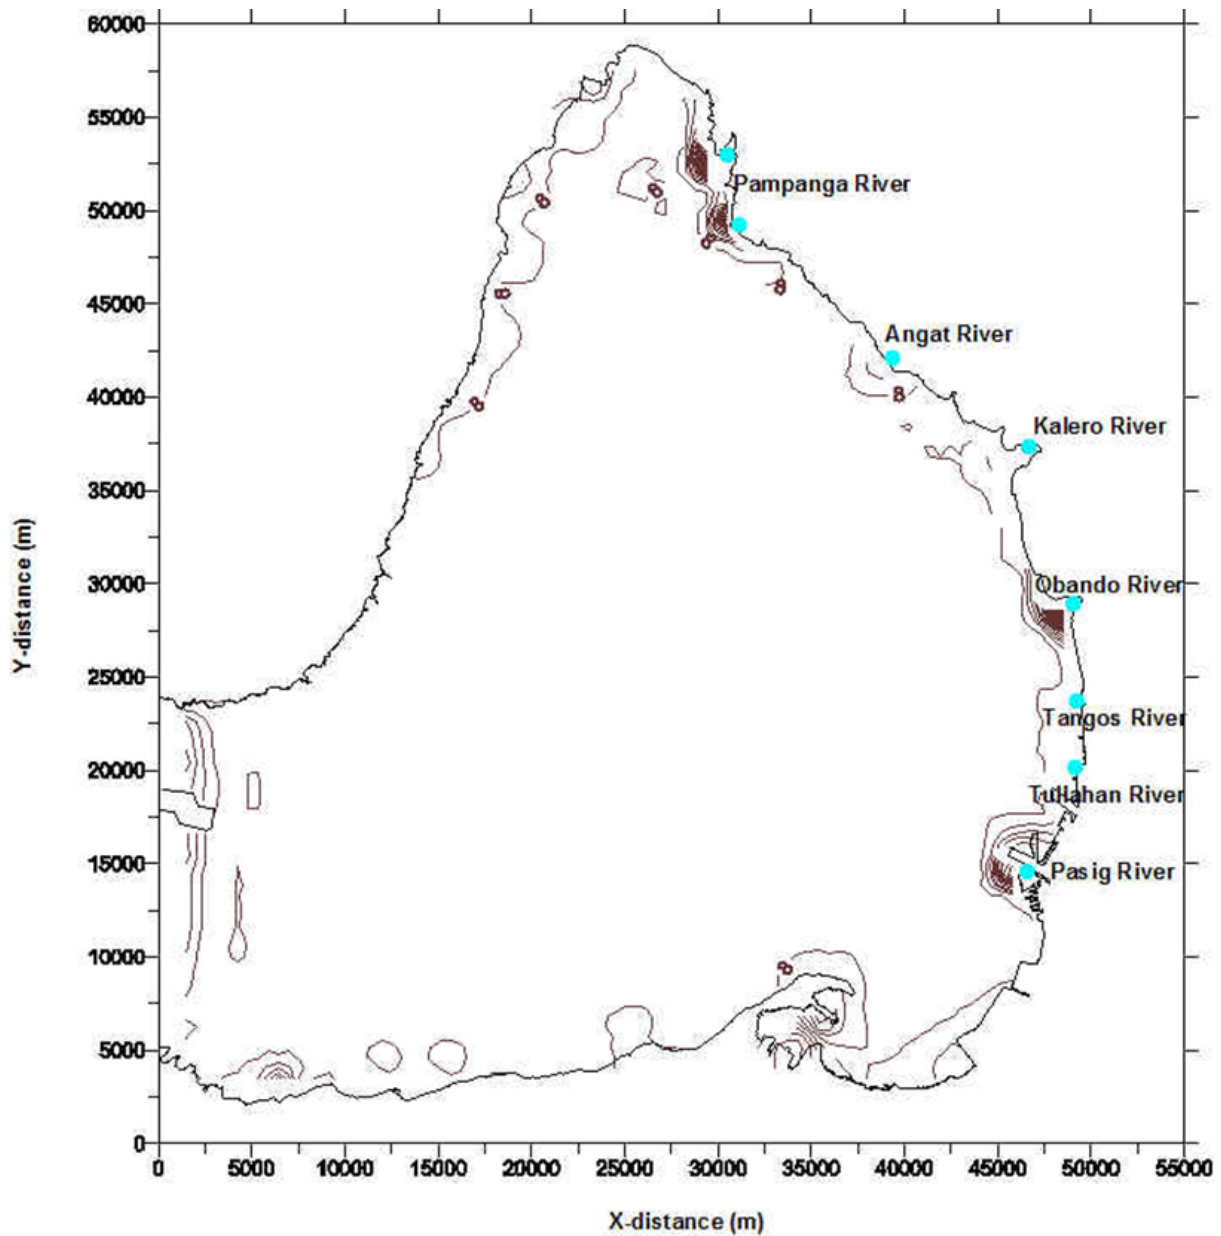 60000
55000
50000
45000
40000
35000
30000
25000
20000
15000
10000
5000
0
Y-distance (m)
Pampanga River
Angat River
Kalero River
Obando River
Tangos River
Tullahan River
Pasig River
8
8
8
8
8
8
8
8
0 5000 10000 15000 20000 25000 30000 35000 40000 45000 50000 55000
X-distance (m)